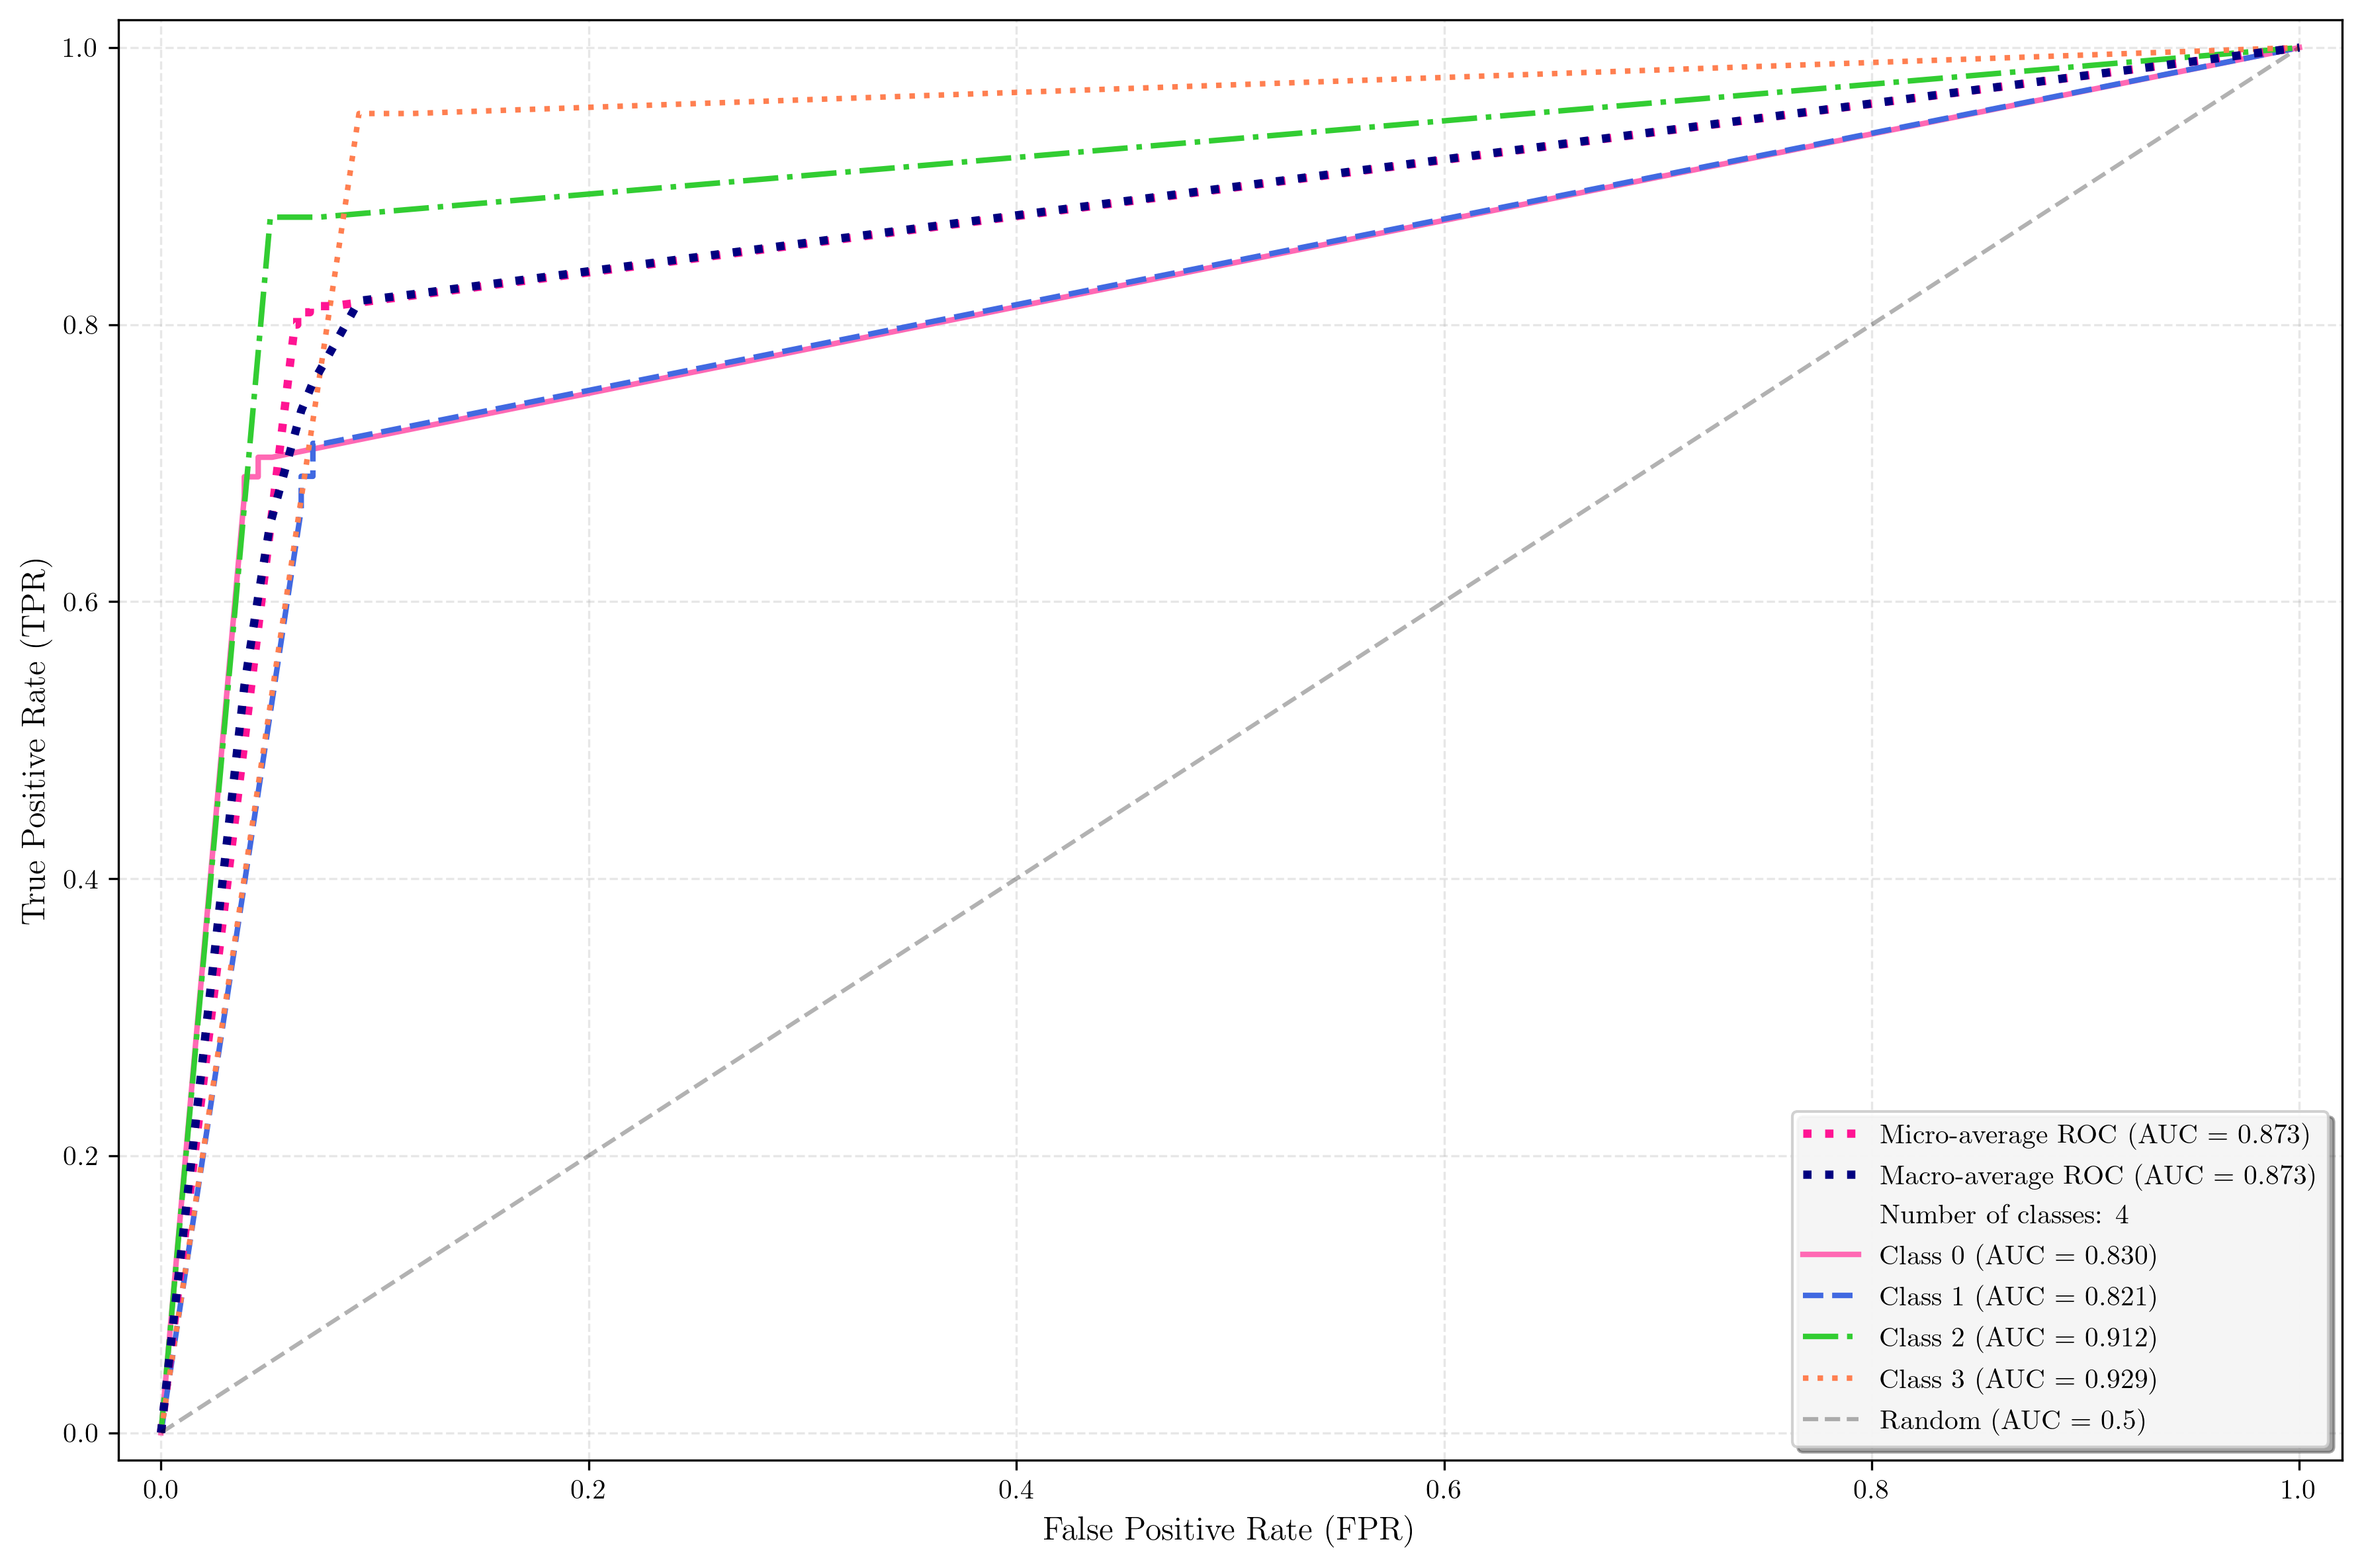 1.0
0.8
0.6
0.4
0.2
0.0
True Positive Rate (TPR)
0.0 0.2 0.4 0.6 0.8 1.0
False Positive Rate (FPR)
Micro-average ROC (AUC = 0.873)
Macro-average ROC (AUC = 0.873)
Number of classes: 4
Class 0 (AUC = 0.830)
Class 1 (AUC = 0.821)
Class 2 (AUC = 0.912)
Class 3 (AUC = 0.929)
Random (AUC = 0.5)